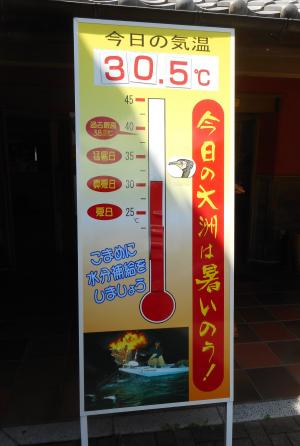 今日の気温
30.5℃
45
過去最高
40
猛暑日
35
真夏日
30
夏日
25
℃
こまめに
水分補給を
しましょう
今日の大洲は暑いのう!